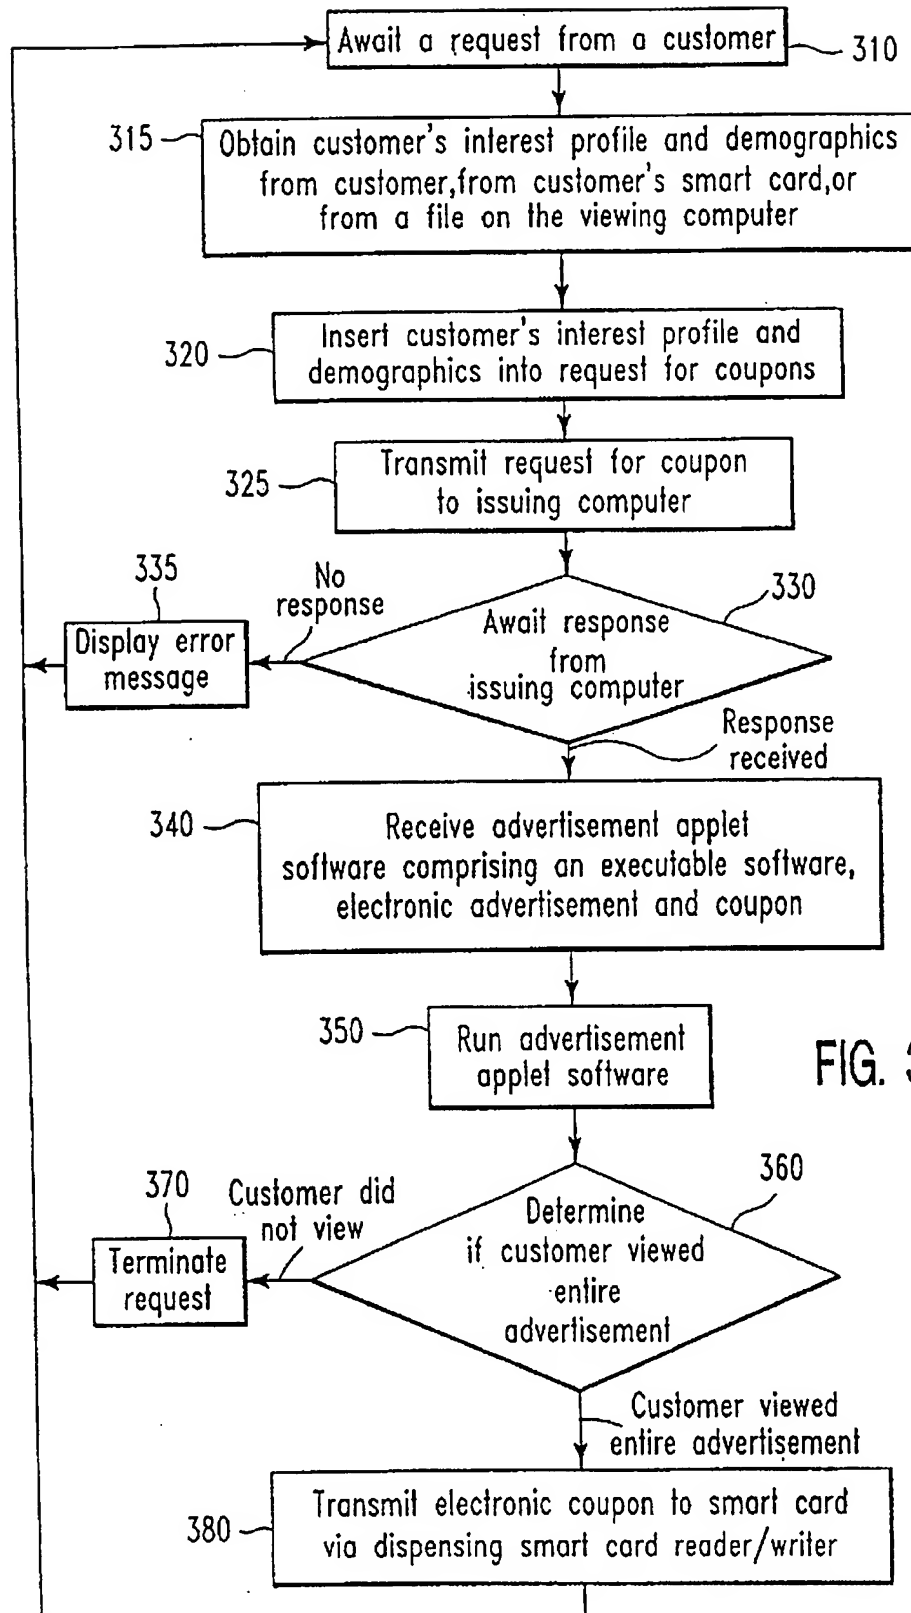 Await a request from a customer
310
315
Obtain customer's interest profile and demographics
from customer,from customer's smart card,or
from a file on the viewing computer
320
Insert customer's interest profile and
demographics into request for coupons
325
Transmit request for coupon
to issuing computer
335
No
response
330
Display error
message
Await response
from
issuing computer
Response
received
340
Receive advertisement applet
software comprising an executable software,
electronic advertisement and coupon
350
Run advertisement
applet software
FIG. 3
370
Customer did
not view
360
Terminate
request
Determine
if customer viewed
entire
advertisement
Customer viewed
entire advertisement
380
Transmit electronic coupon to smart card
via dispensing smart card reader/writer